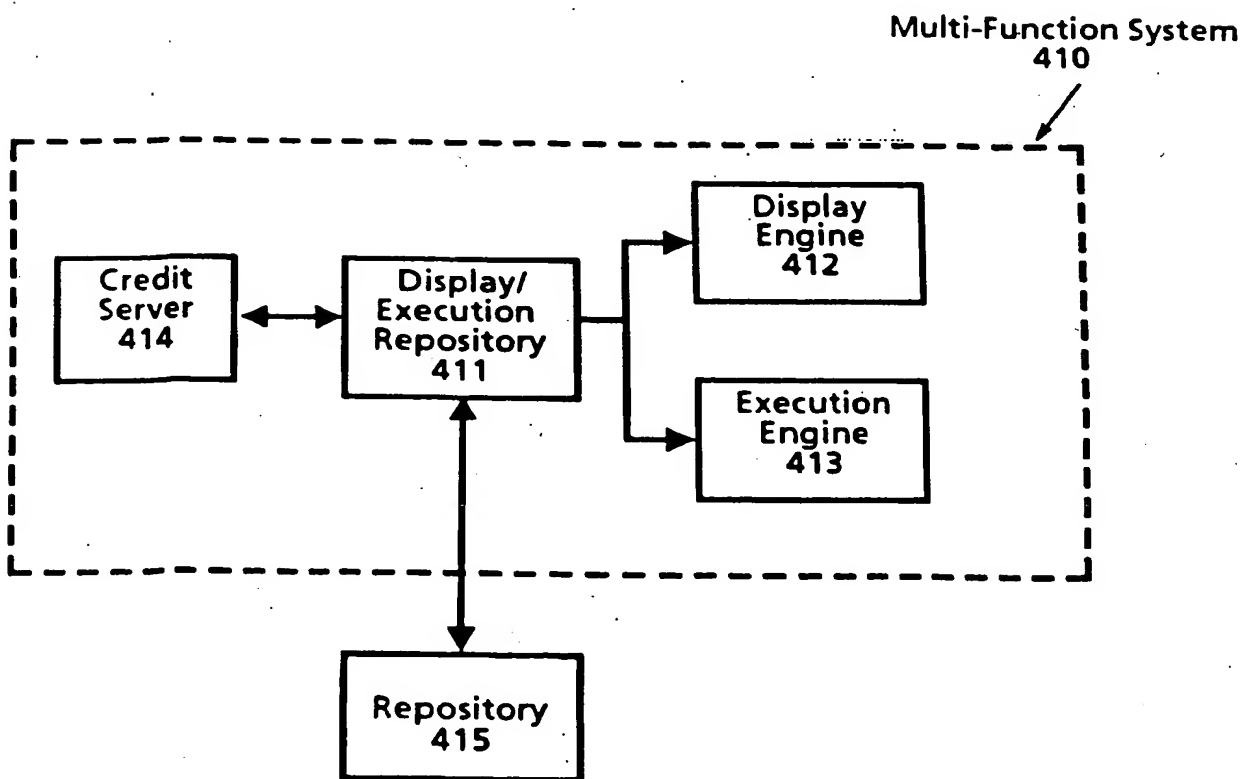 Multi-Function System
410
Display
Engine
412
Credit
Server
414
Display/
Execution
Repository
411
Execution
Engine
413
Repository
415